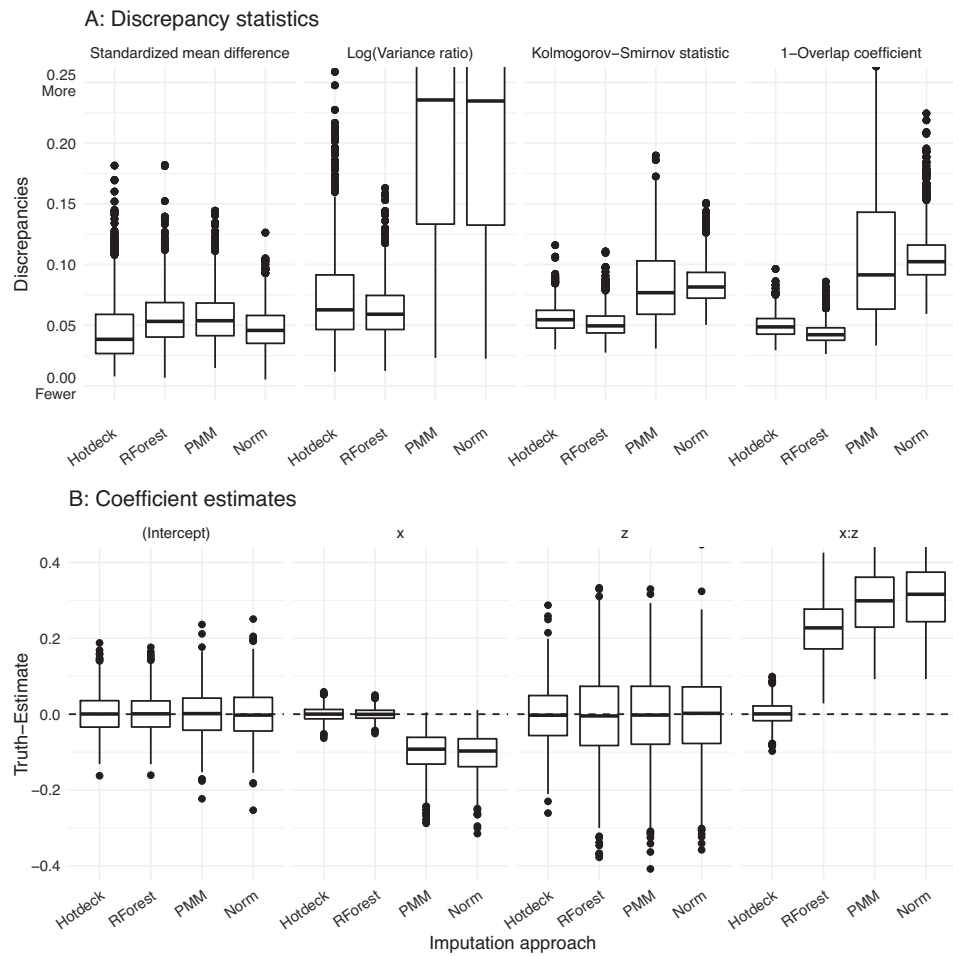 A: Discrepancy statistics
Standardized mean difference
Log(Variance ratio)
Kolmogorov−Smirnov statistic
1−Overlap coefficient
Discrepancies
0.25
More
0.20
0.15
0.10
0.05
0.00
Fewer
Hotdeck
RForest
PMM
Norm
Hotdeck
RForest
PMM
Norm
Hotdeck
RForest
PMM
Norm
Hotdeck
RForest
PMM
Norm
B: Coefficient estimates
(Intercept)
x
z
x:z
Truth−Estimate
0.4
0.2
0.0
−0.2
−0.4
Hotdeck
RForest
PMM
Norm
Hotdeck
RForest
PMM
Norm
Hotdeck
RForest
PMM
Norm
Hotdeck
RForest
PMM
Norm
Imputation approach